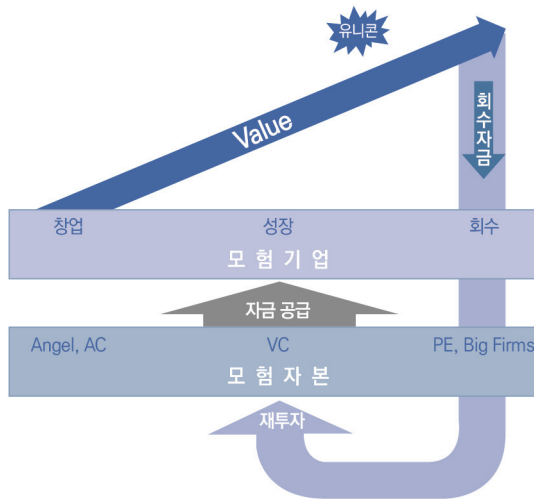 유니콘
Value
회수자금
창업 성장 회수
모험기업
자금 공급
Angel, AC VC PE, Big Firms
모험자본
재투자